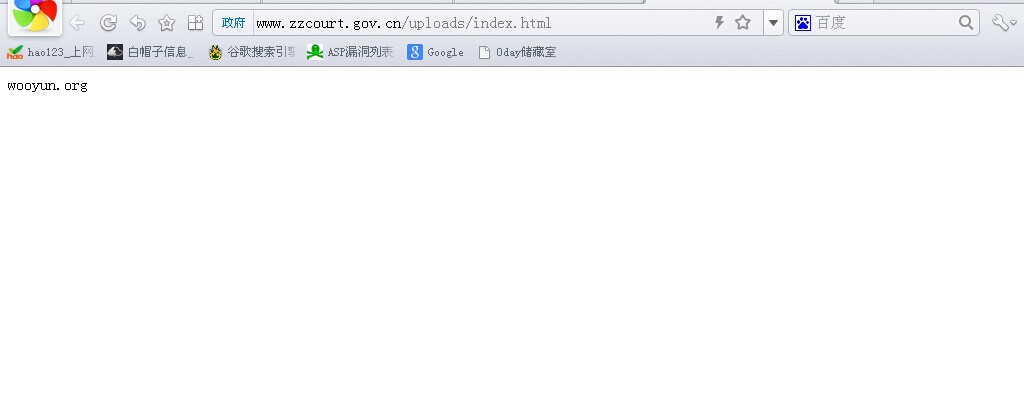 政府 www.zzcourt.gov.cn/uploads/index.html 百度
hao123_上网 白帽子信息_ 谷歌搜索引擎 ASP漏洞列表 Google 0day储藏室
wooyun.org